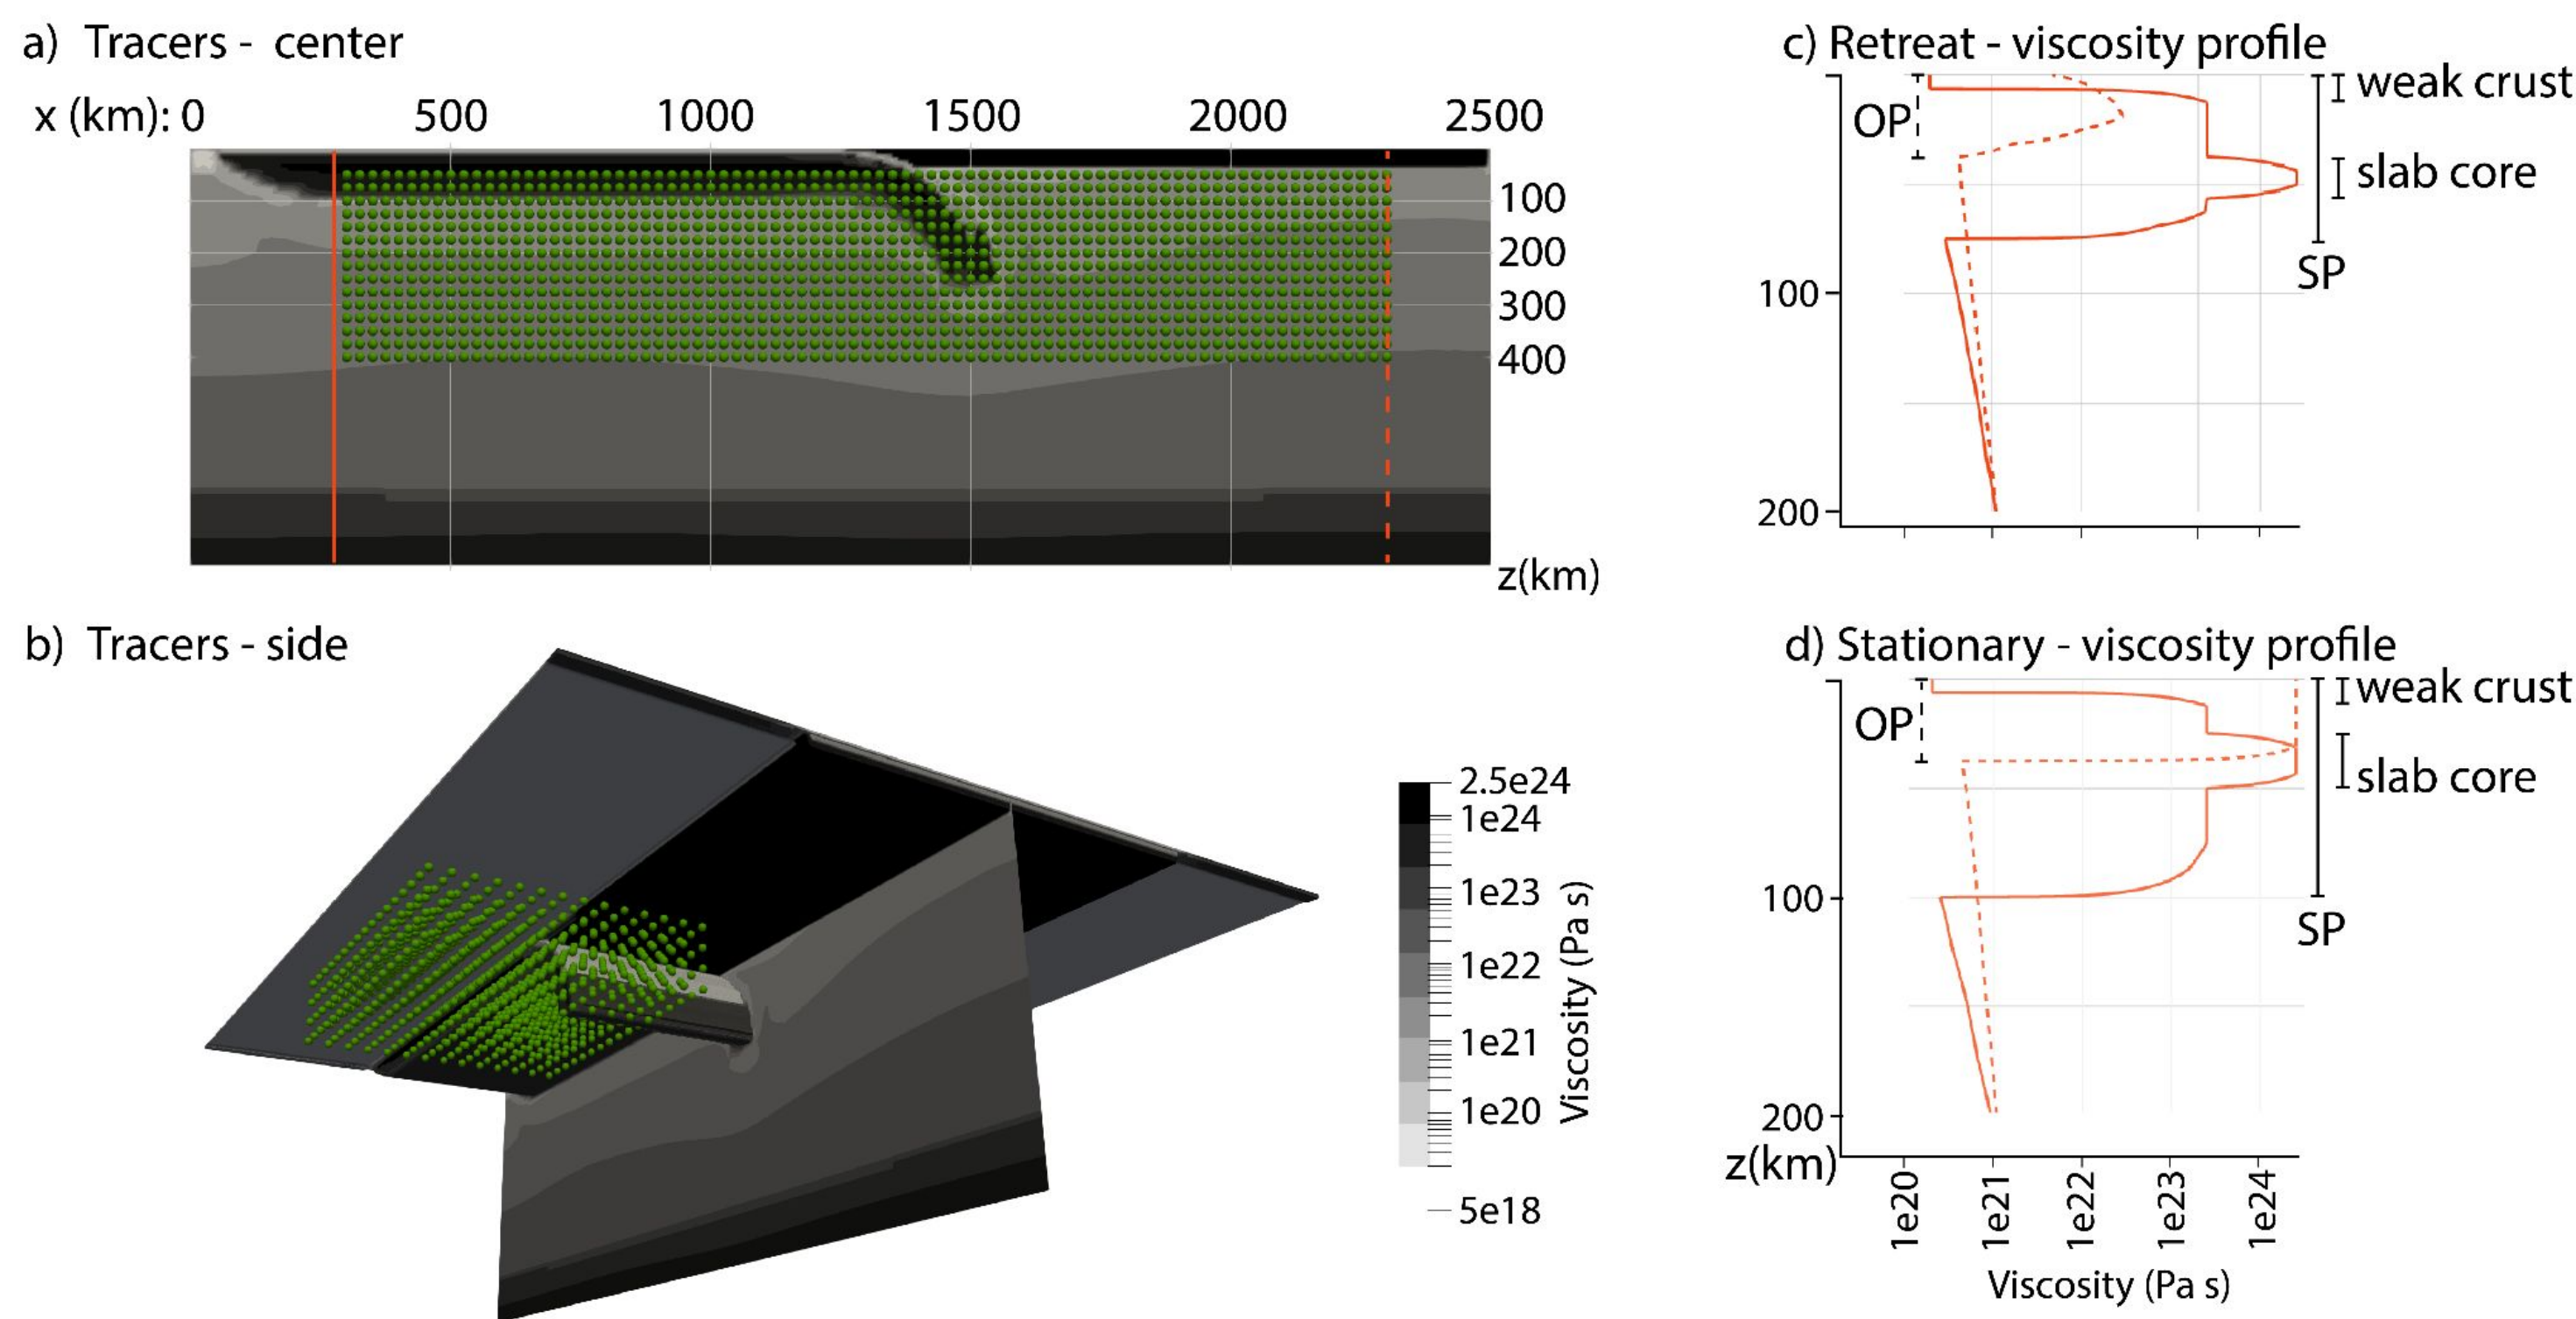 a) Tracers - center
x (km): 0 500 1000 1500 2000 2500
100
200
300
400
z(km)
b) Tracers - side
2.5e24
1e24
1e23
1e22
1e21
1e20
5e18
Viscosity (Pa s)
c) Retreat - viscosity profile
weak crust
OP
slab core
SP
100
200
d) Stationary - viscosity profile
weak crust
OP
slab core
100
SP
200
z(km)
1e20 1e21 1e22 1e23 1e24
Viscosity (Pa s)